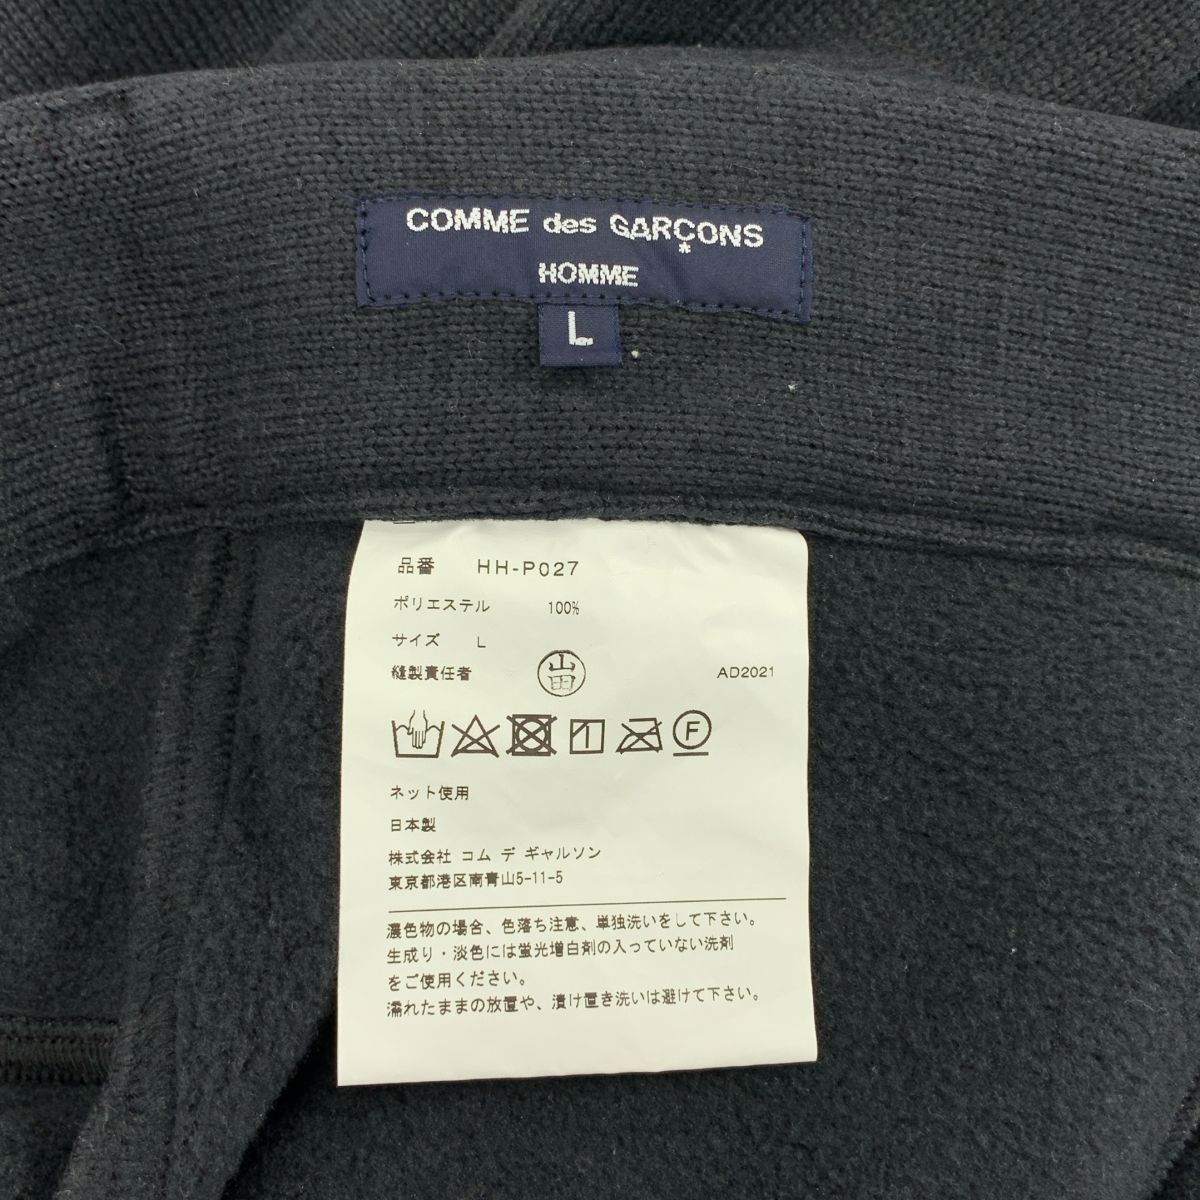 COMME des GARÇONS
*
HOMME
L
品番 HH-P027
ポリエステル 100%
サイズ L
縫製責任者 山田 AD2021
1 F
ネット使用
日本製
株式会社 コム デ ギャルソン
東京都港区南青山5-11-5
濃色物の場合、色落ち注意、単独洗いをして下さい。
生成り・淡色には蛍光増白剤の入っていない洗剤
をご使用ください。
濡れたままの放置や、漬け置き洗いは避けて下さい。